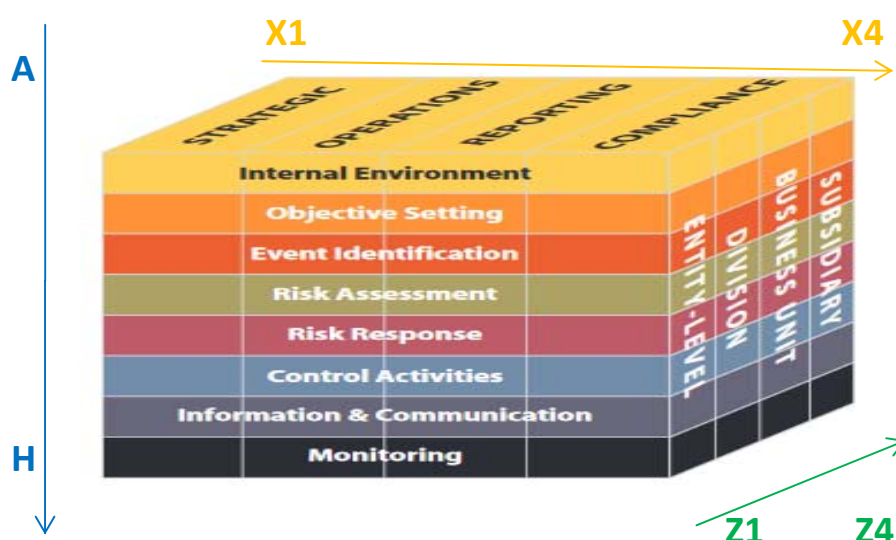 X1
X4
A
STRATEGIC
OPERATIONS
REPORTING
COMPLIANCE
Internal Environment
Objective Setting
Event Identification
Risk Assessment
Risk Response
Control Activities
Information & Communication
Monitoring
ENTITY-LEVEL
DIVISION
BUSINESS UNIT
SUBSIDIARY
H
Z1
Z4